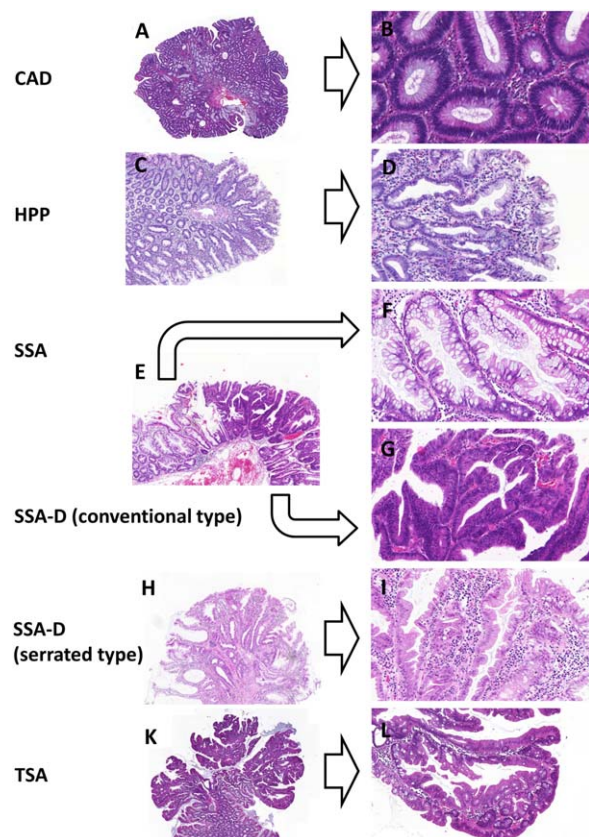 A
B
CAD
C
D
HPP
F
SSA
E
G
SSA-D (conventional type)
H
I
SSA-D
(serrated type)
K
L
TSA